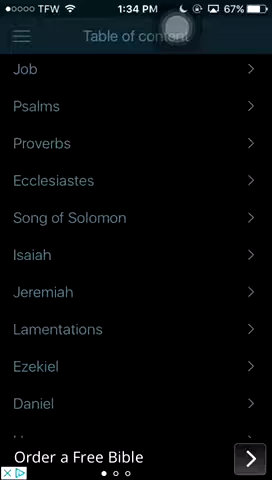 TFW 1:34 PM 67%
Table of content
Job
Psalms
Proverbs
Ecclesiastes
Song of Solomon
Isaiah
Jeremiah
Lamentations
Ezekiel
Daniel
Order a Free Bible